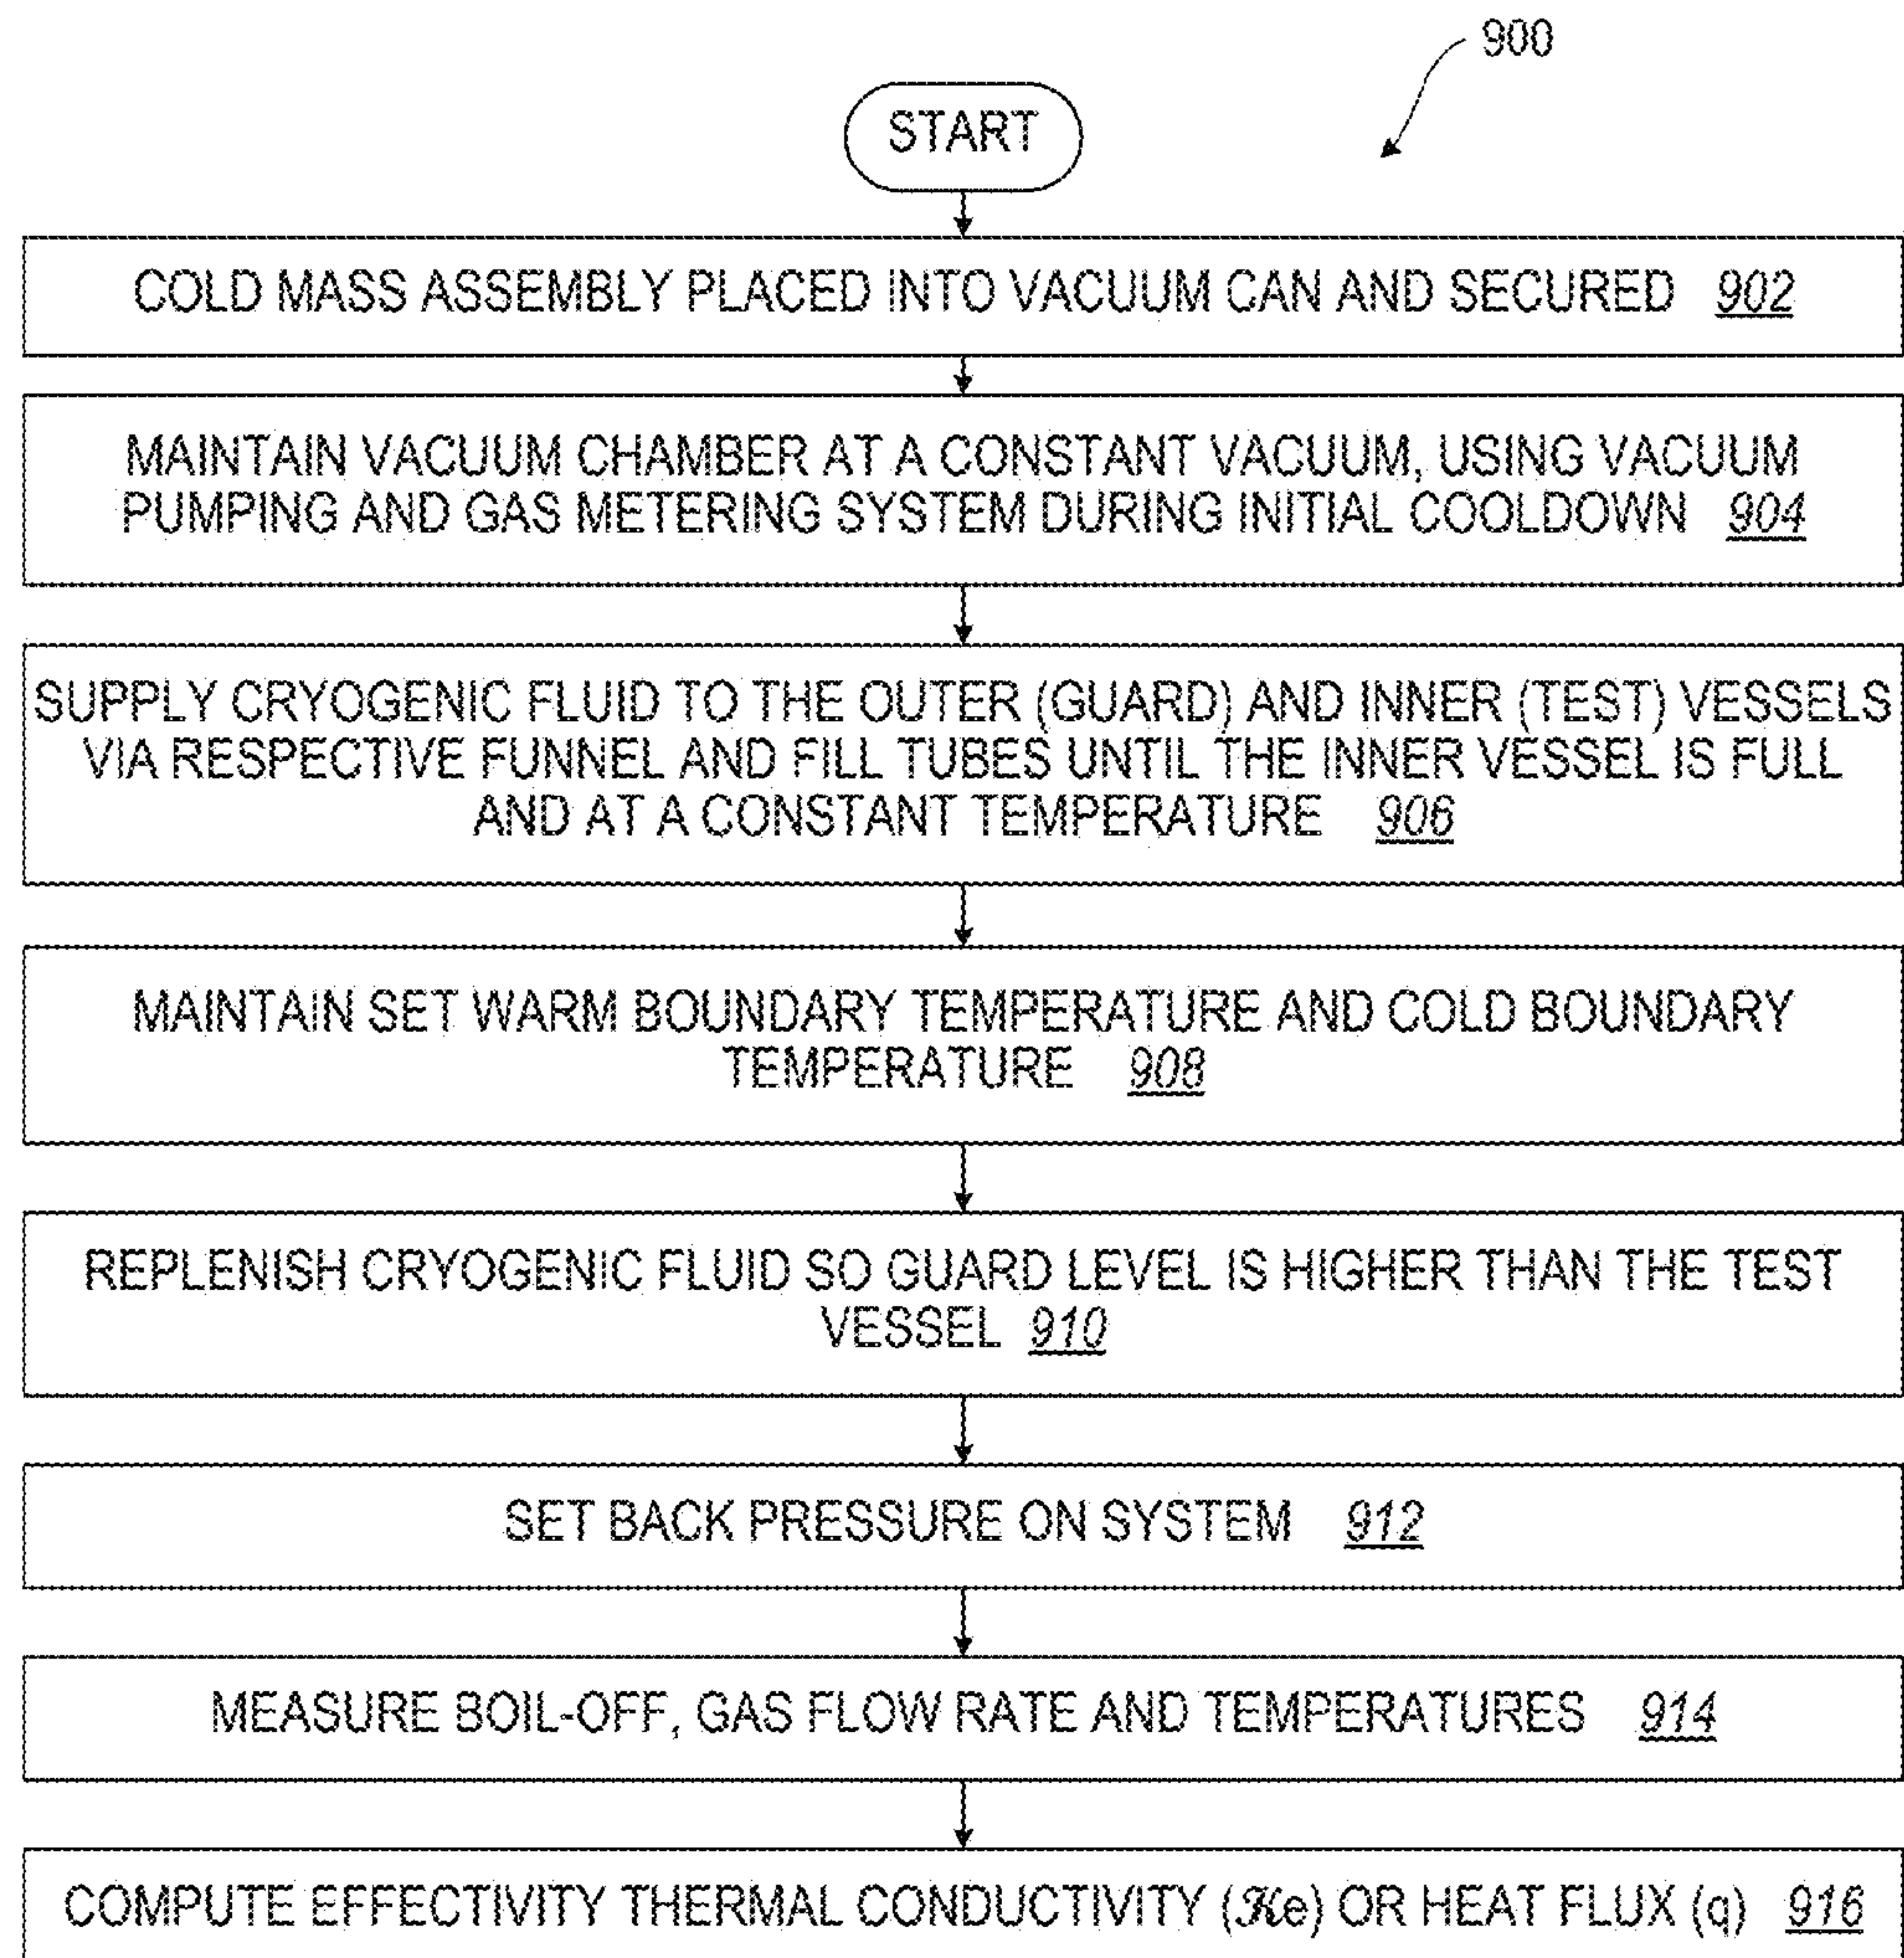 900
START
COLD MASS ASSEMBLY PLACED INTO VACUUM CAN AND SECURED 902
MAINTAIN VACUUM CHAMBER AT A CONSTANT VACUUM, USING VACUUM
PUMPING AND GAS METERING SYSTEM DURING INITIAL COOLDOWN 904
SUPPLY CRYOGENIC FLUID TO THE OUTER (GUARD) AND INNER (TEST) VESSELS
VIA RESPECTIVE FUNNEL AND FILL TUBES UNTIL THE INNER VESSEL IS FULL
AND AT A CONSTANT TEMPERATURE 906
MAINTAIN SET WARM BOUNDARY TEMPERATURE AND COLD BOUNDARY
TEMPERATURE 908
REPLENISH CRYOGENIC FLUID SO GUARD LEVEL IS HIGHER THAN THE TEST
VESSEL 910
SET BACK PRESSURE ON SYSTEM 912
MEASURE BOIL-OFF, GAS FLOW RATE AND TEMPERATURES 914
COMPUTE EFFECTIVITY THERMAL CONDUCTIVITY (𝒦e) OR HEAT FLUX (q) 916